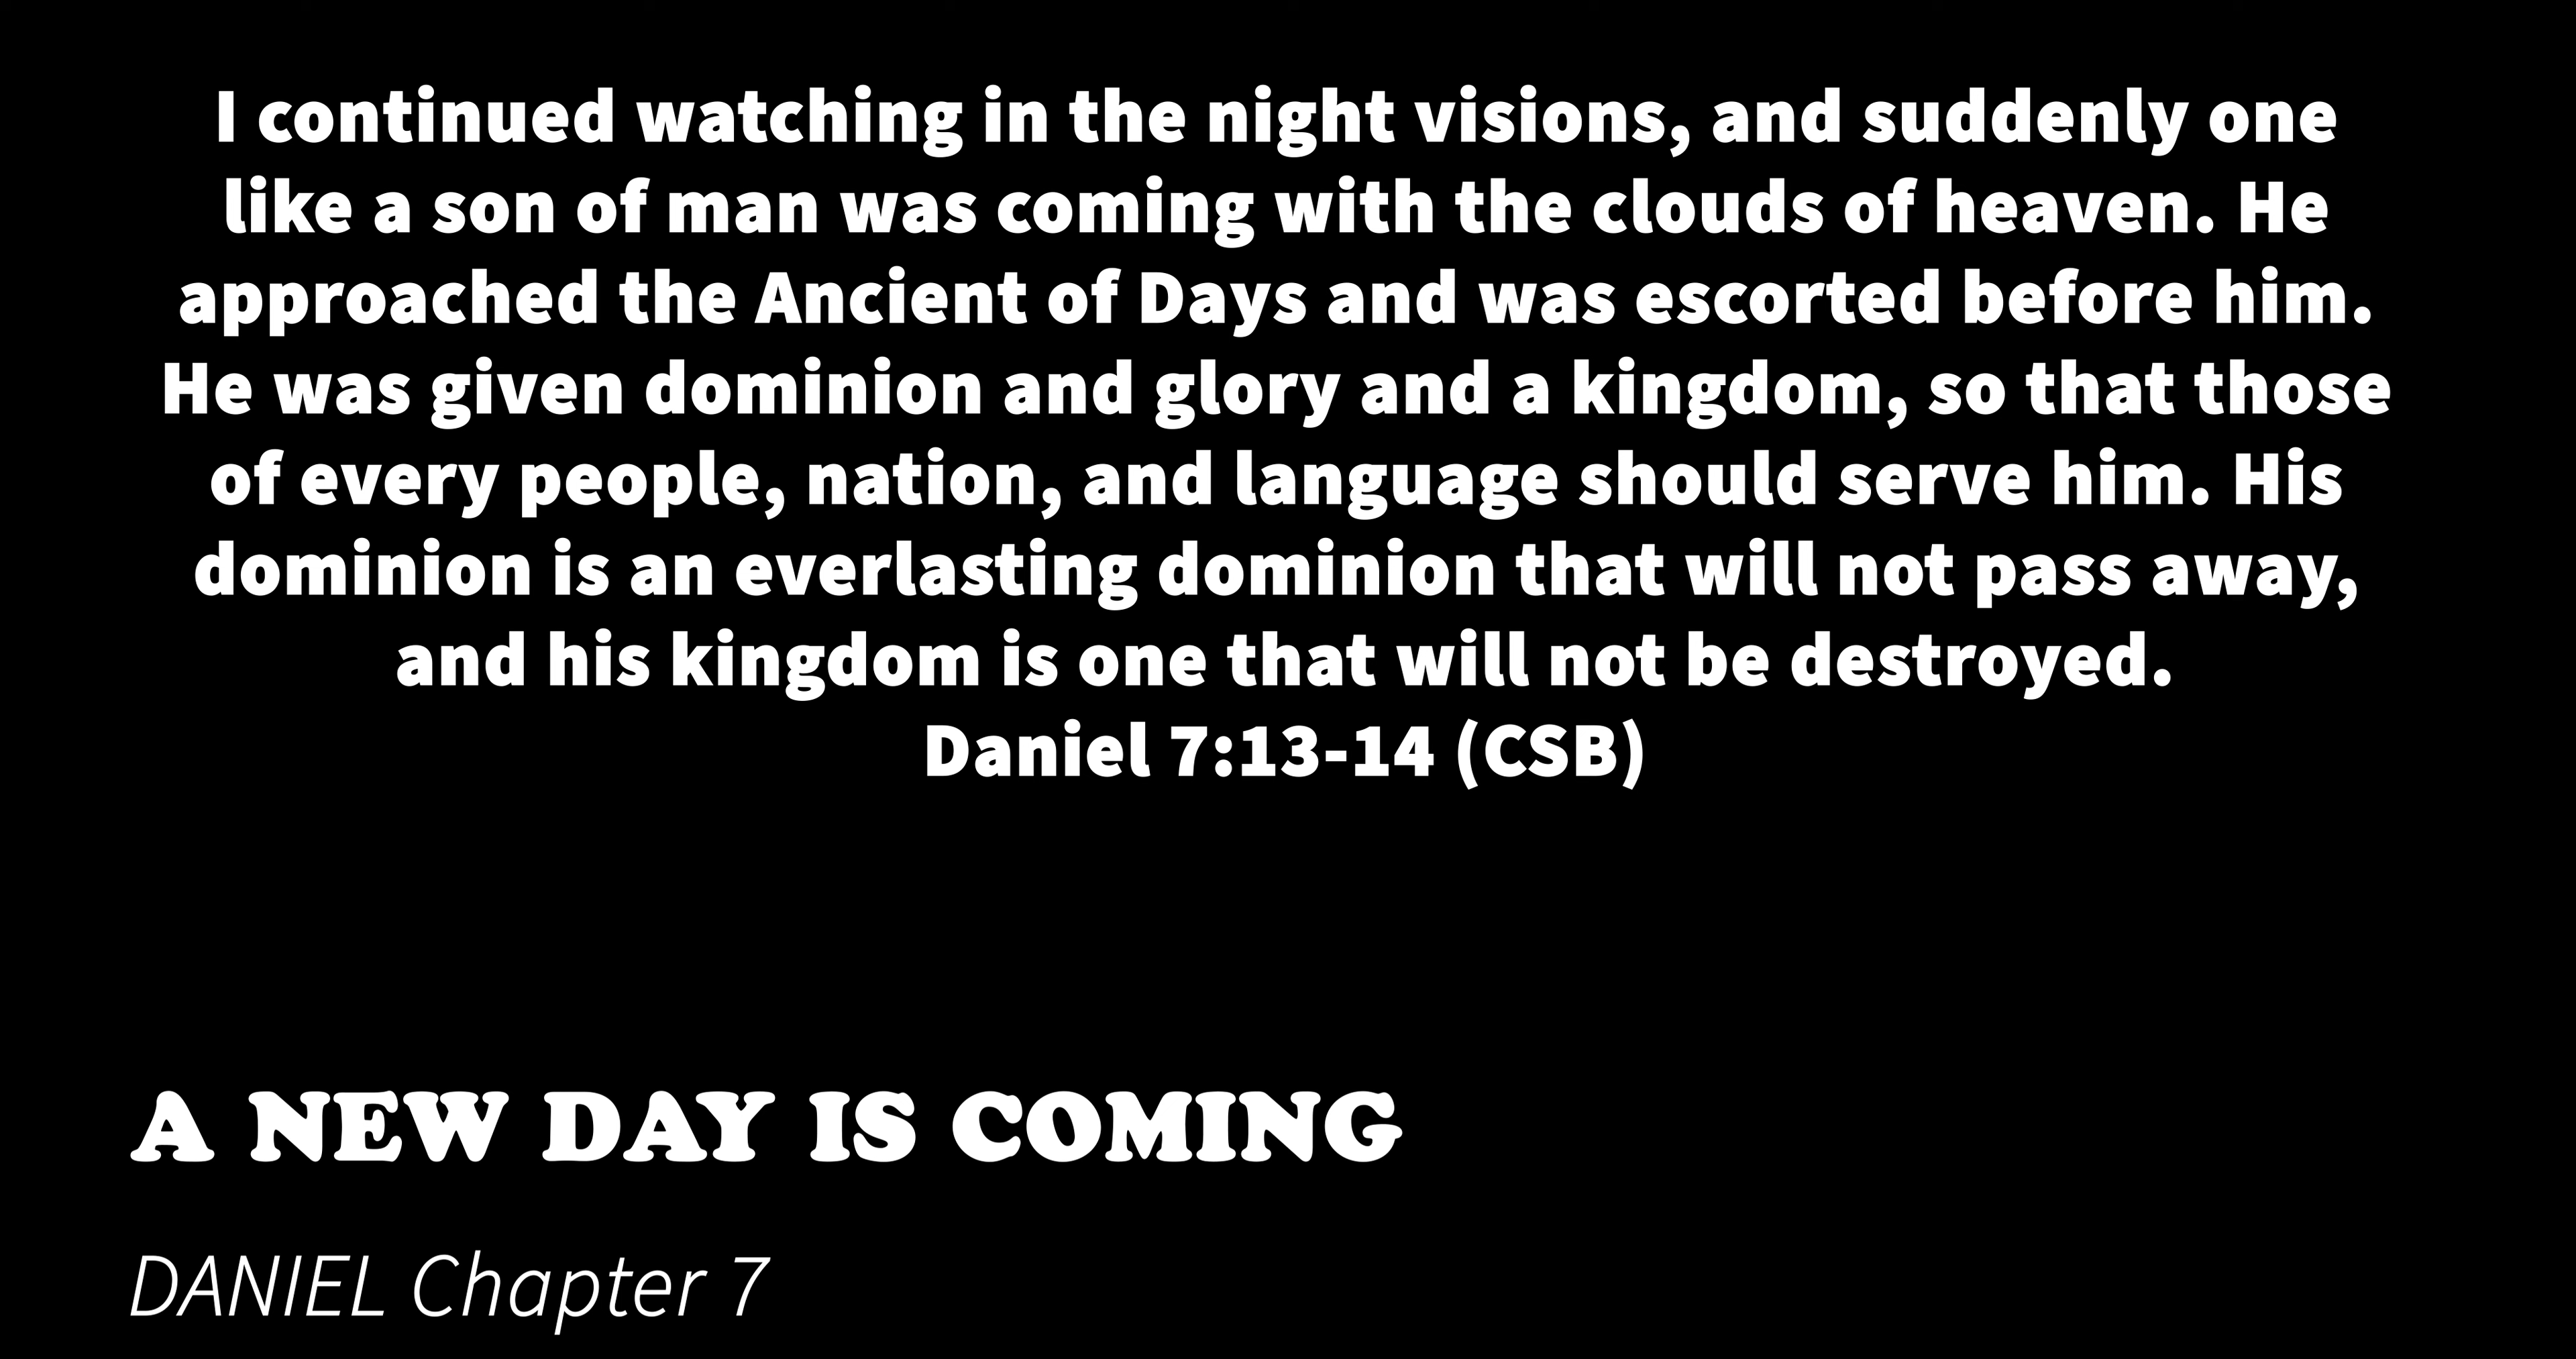 I continued watching in the night visions, and suddenly one
like a son of man was coming with the clouds of heaven. He
approached the Ancient of Days and was escorted before him.
He was given dominion and glory and a kingdom, so that those
of every people, nation, and language should serve him. His
dominion is an everlasting dominion that will not pass away,
and his kingdom is one that will not be destroyed.
Daniel 7:13-14 (CSB)
A NEW DAY IS COMING
DANIEL Chapter 7